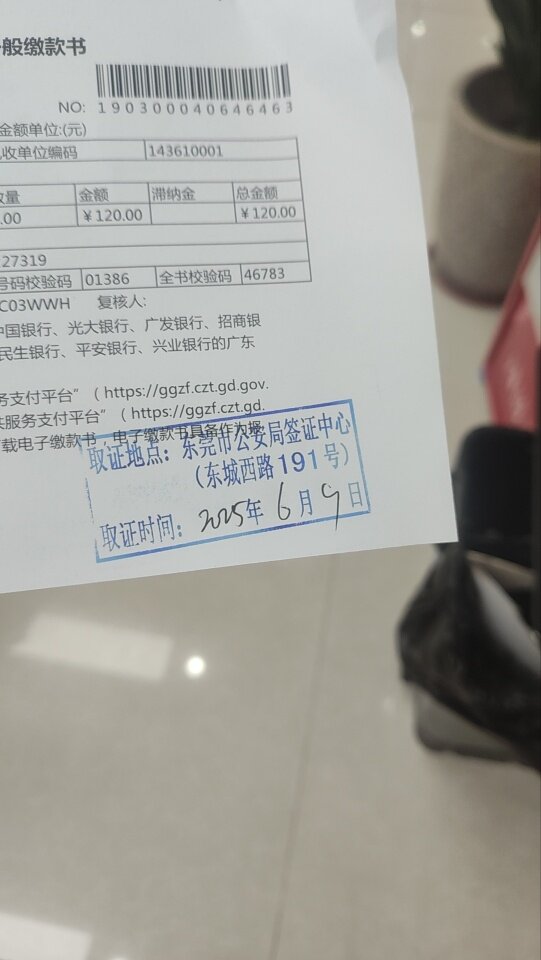 般缴款书
NO: 190300040646463
金额单位:(元)
收单位编码 143610001
量 金额 滞纳金 总金额
.00 ￥120.00 ￥120.00
27319
号码校验码 01386 全书校验码 46783
C03WWH 复核人:
中国银行、光大银行、广发银行、招商银
民生银行、平安银行、兴业银行的广东
务支付平台”（https://ggzf.czt.gd.gov.
共服务支付平台”（https://ggzf.czt.gd.
载电子缴款书，电子缴款书具备作为报
取证地点：东莞市公安局签证中心
（东城西路191号）
取证时间：2025年6月9日